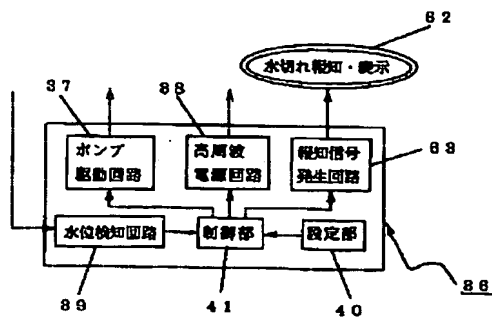 62
水切れ報知・表示
37
38
ポンプ
駆動回路
高周波
電源回路
報知信号
発生回路
63
水位検知回路
制御部
設定部
39
41
40
36